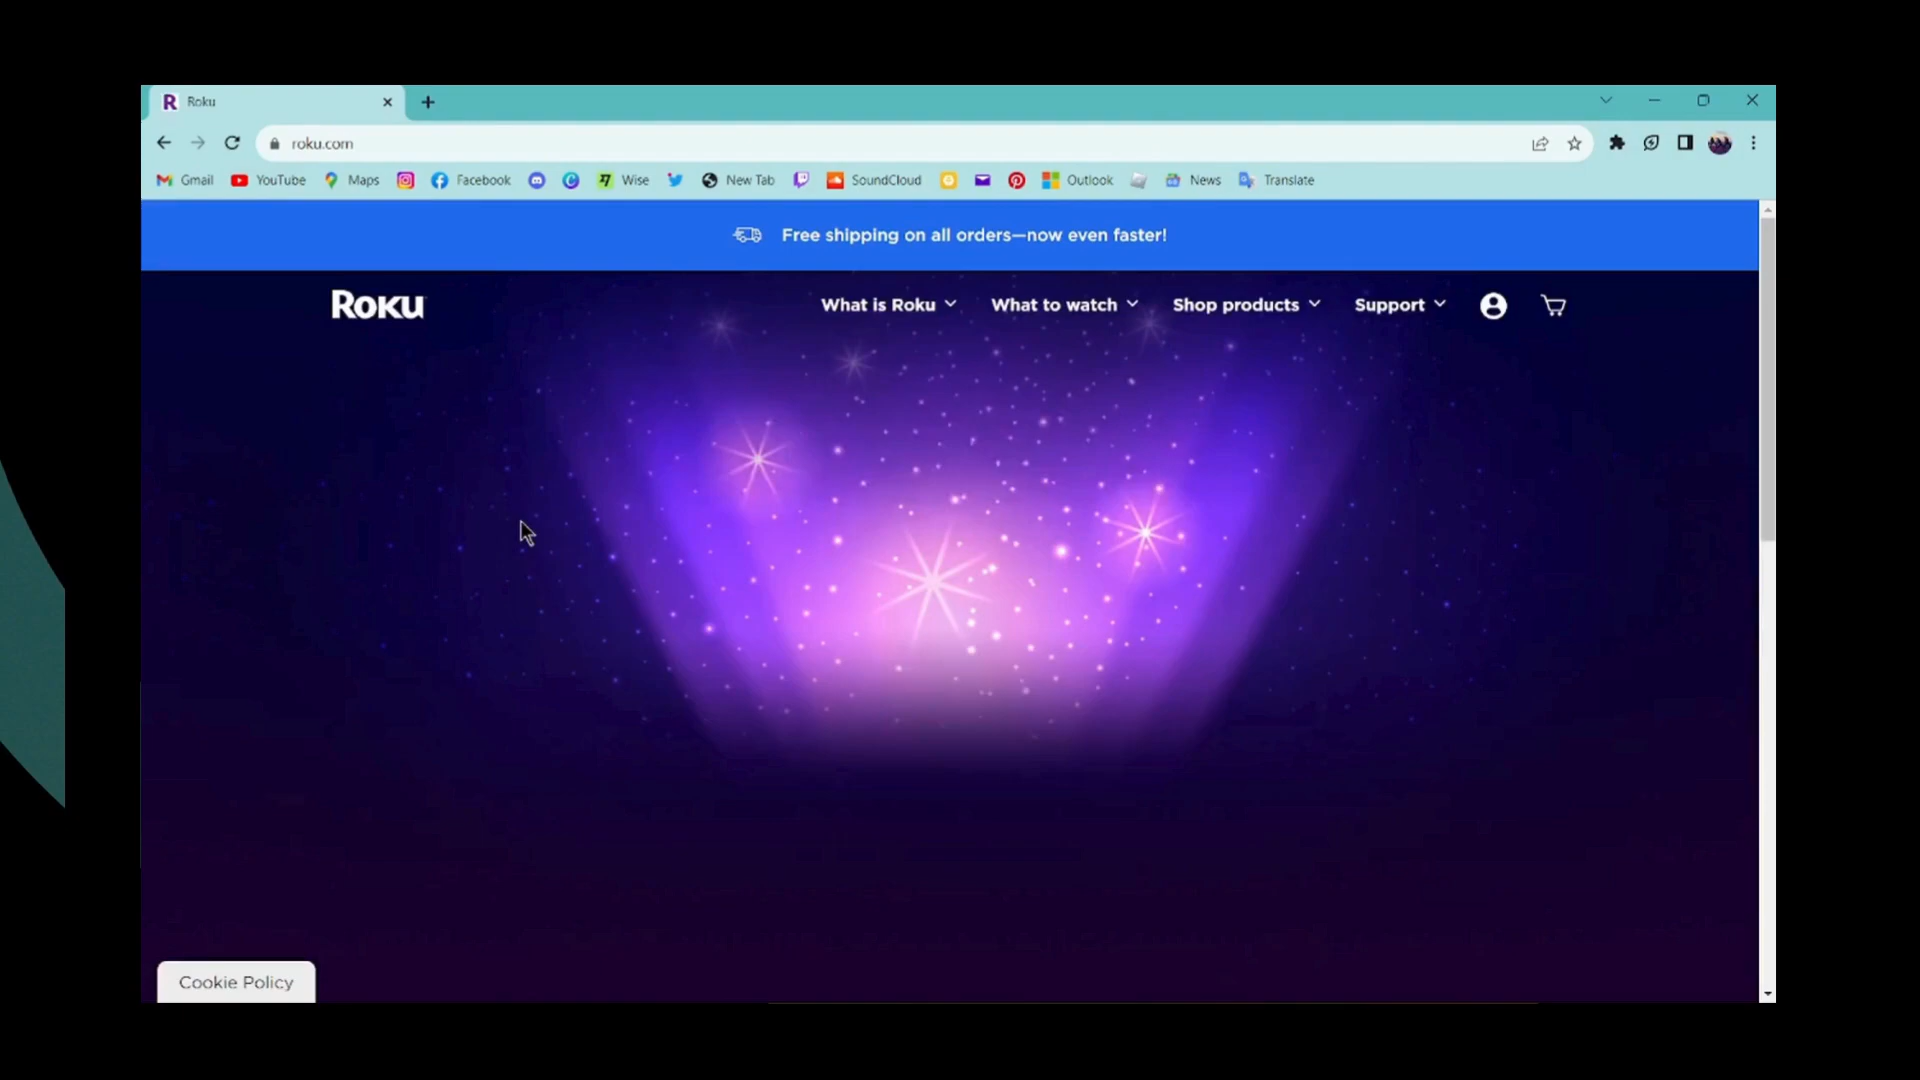 Roku
roku.com
Gmail YouTube Maps Facebook Wise New Tab SoundCloud Outlook News Translate
Free shipping on all orders—now even faster!
Roku What is Roku What to watch Shop products Support
Cookie Policy